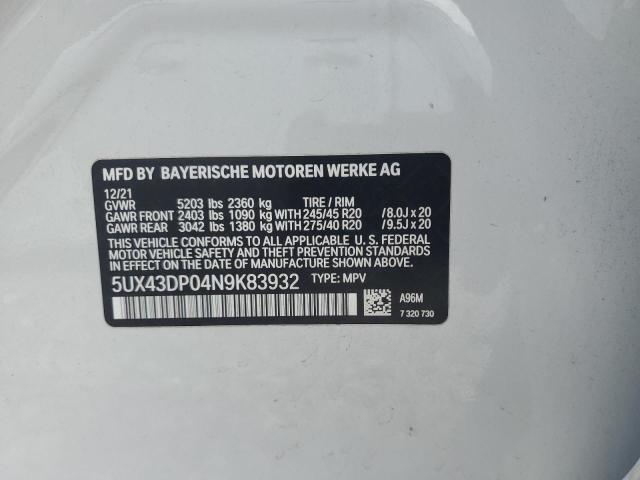 MFD BY BAYERISCHE MOTOREN WERKE AG
12/21
GVWR 5203 lbs 2360 kg TIRE / RIM
GAWR FRONT 2403 lbs 1090 kg WITH 245/45 R20 /8.0J x 20
GAWR REAR 3042 lbs 1380 kg WITH 275/40 R20 /9.5J x 20
THIS VEHICLE CONFORMS TO ALL APPLICABLE U. S. FEDERAL
MOTOR VEHICLE SAFETY AND THEFT PREVENTION STANDARDS
IN EFFECT ON THE DATE OF MANUFACTURE SHOWN ABOVE.
5UX43DP04N9K83932 TYPE: MPV
A96M
7 320 730